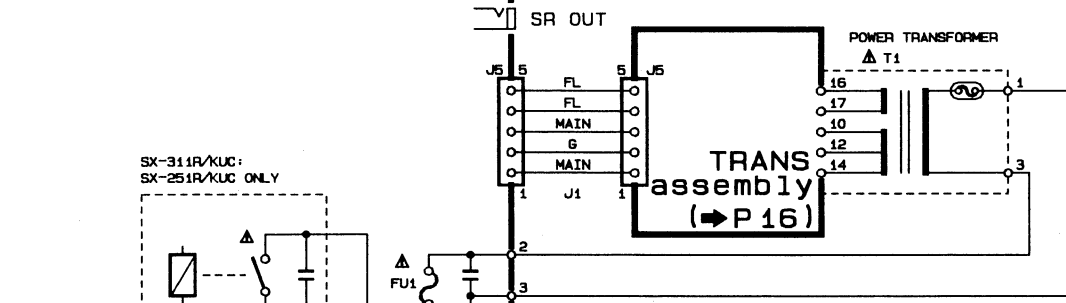 SR OUT
POWER TRANSFORMER
T1
J5 5
5 J5
FL
16
1
FL
17
MAIN
10
G
12
MAIN
14
3
TRANS
assembly
(➡P16)
1
J1
1
SX-311R/KUC:
SX-251R/KUC ONLY
2
FU1
3